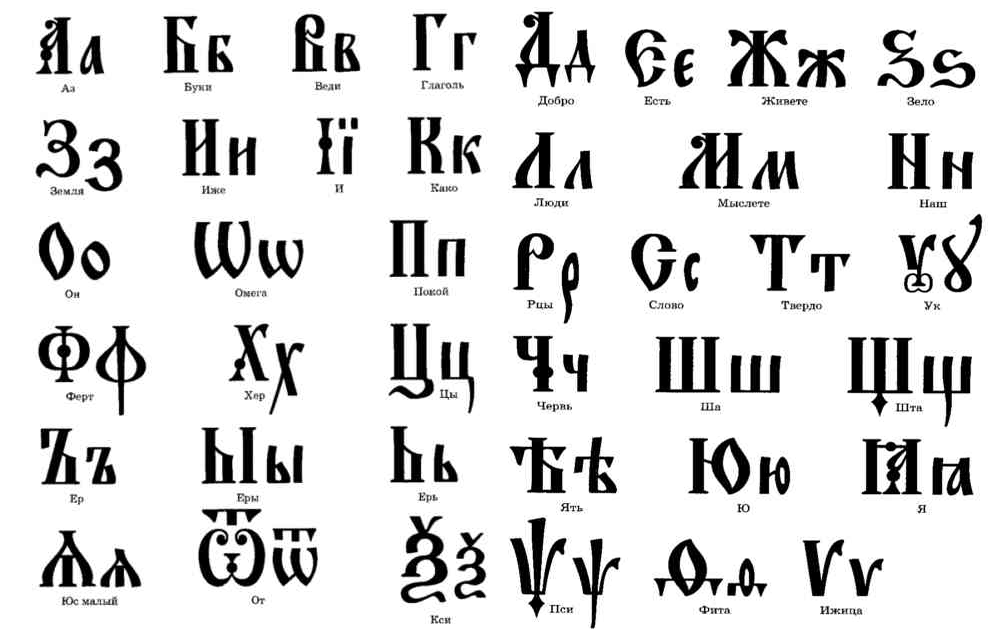 Аа Бб Вв Гг Дд Єє Жж Ѕѕ
Аз Буки Веди Глаголь Добро Есть Живете Зело
Зз Ии Її Кк Лл Мм Нн
Земля Иже И Како Люди Мыслете Наш
Оо Ѡѡ Пп Рр Сс Тт Ѹꙋ
Он Омега Покой Рцы Слово Твердо Ук
Фф Хх Цц Чч Шш Щщ
Ферт Хер Цы Червь Ша Шта
Ъъ Ыы Ьь Ѣѣ Юю Ꙗꙗ
Ер Еры Ерь Ять Ю Я
Ѧѧ Ѿѿ Ѯѯ Ѱѱ Ѳѳ Ѵѵ
Юс малый От Кси Пси Фита Ижица